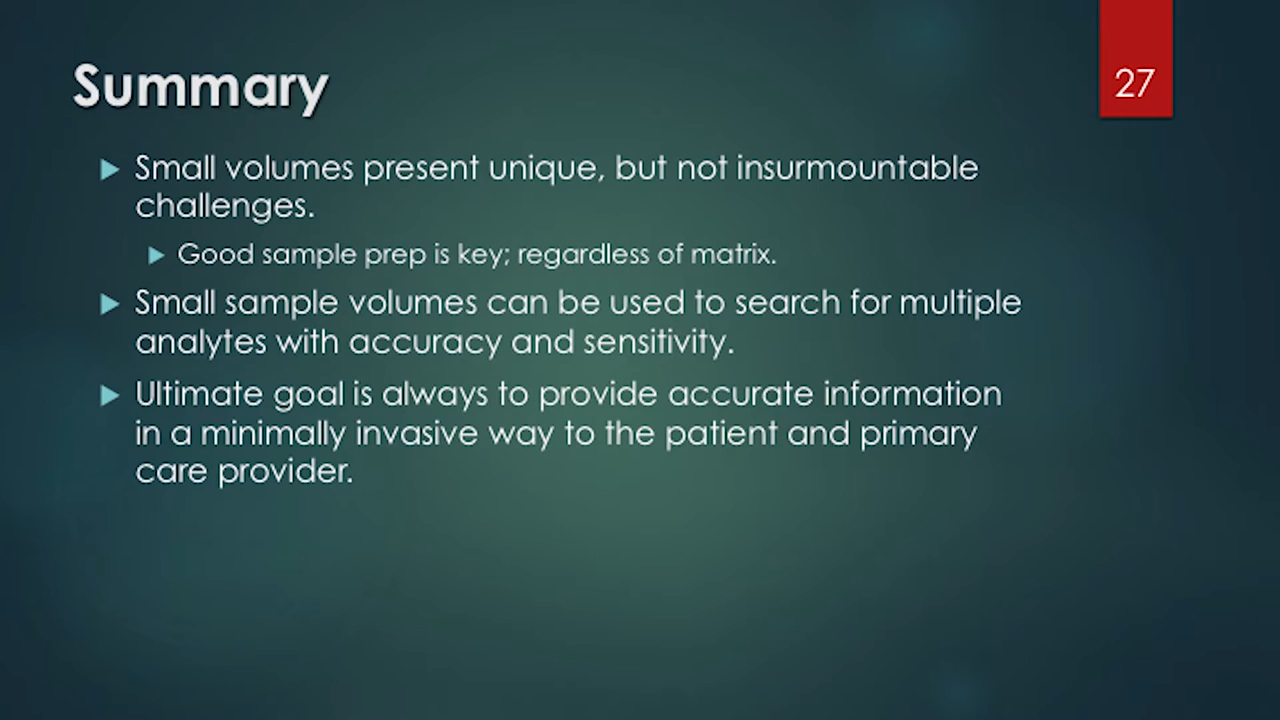 Summary
27
Small volumes present unique, but not insurmountable
challenges.
Good sample prep is key; regardless of matrix.
Small sample volumes can be used to search for multiple
analytes with accuracy and sensitivity.
Ultimate goal is always to provide accurate information
in a minimally invasive way to the patient and primary
care provider.